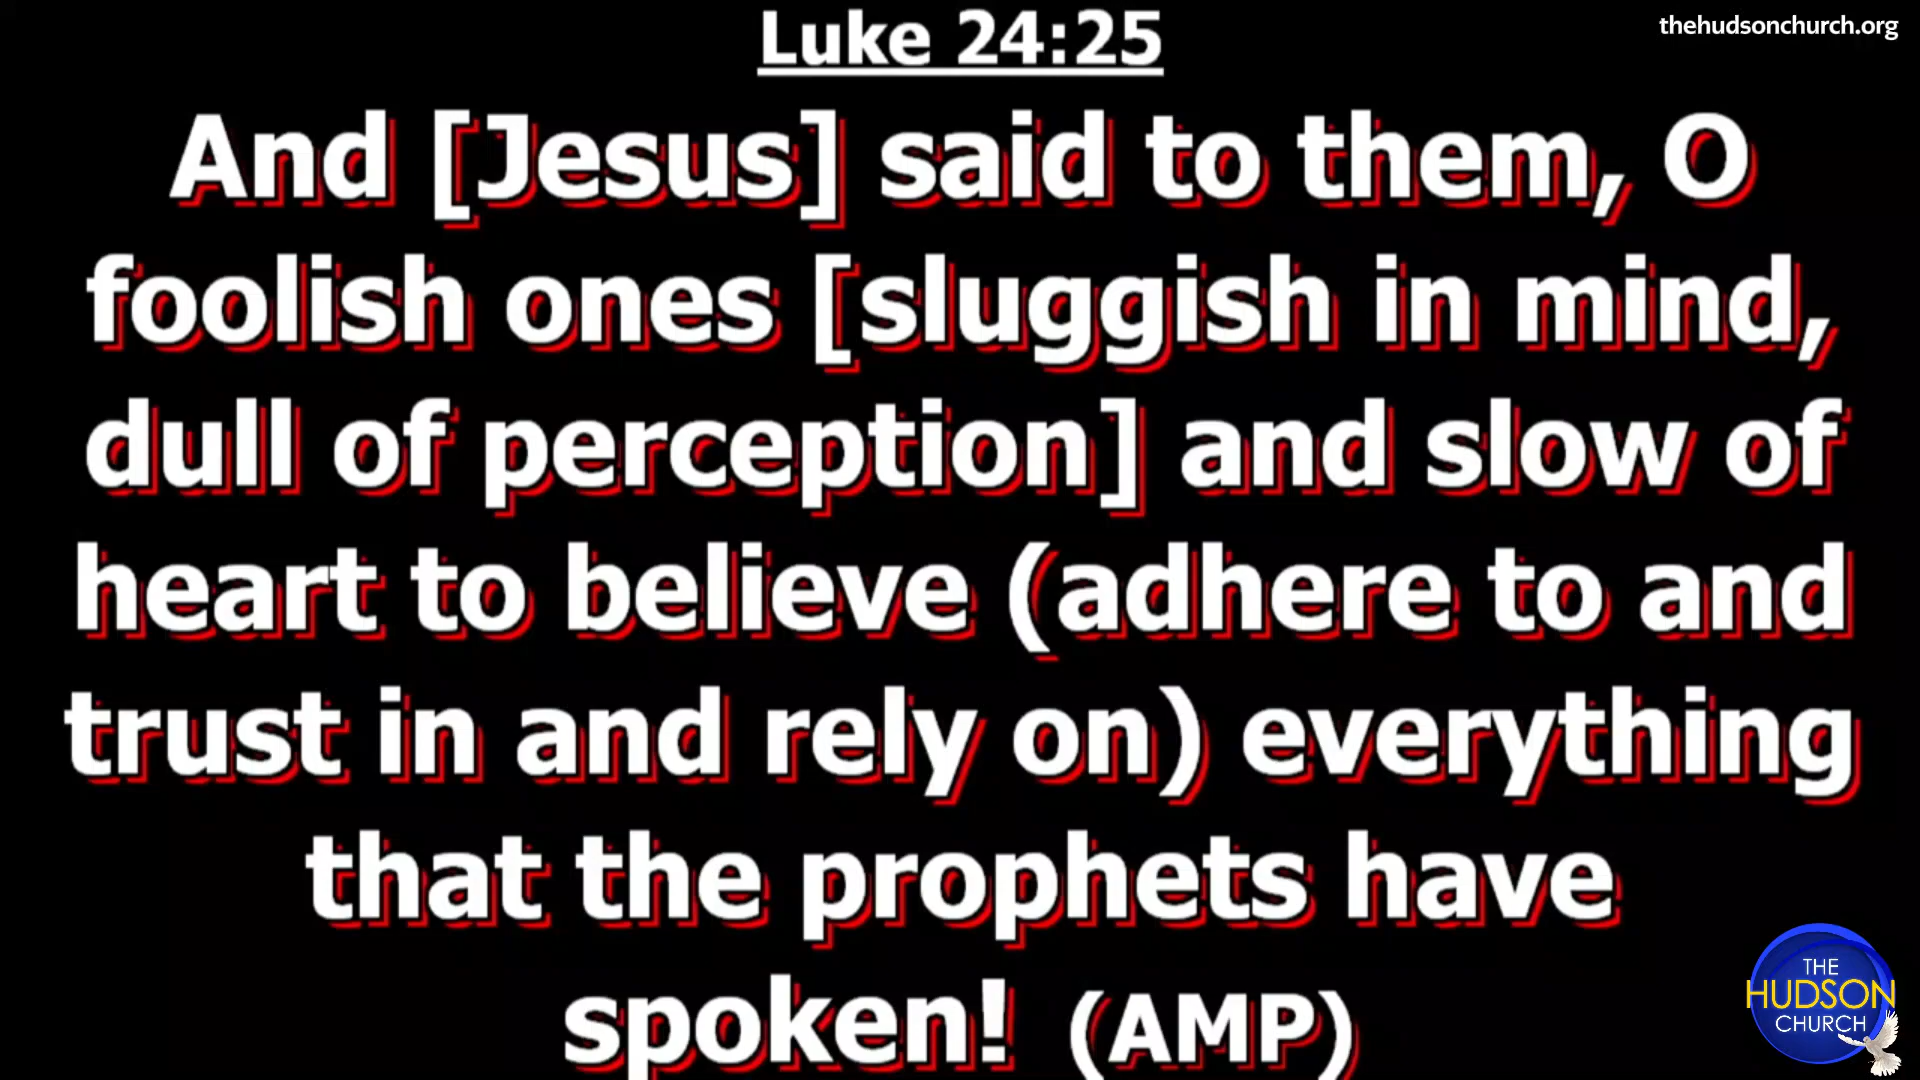 Luke 24:25
thehudsonchurch.org
And [Jesus] said to them, O
foolish ones [sluggish in mind,
dull of perception] and slow of
heart to believe (adhere to and
trust in and rely on) everything
that the prophets have
spoken! (AMP)
THE
HUDSON
CHURCH